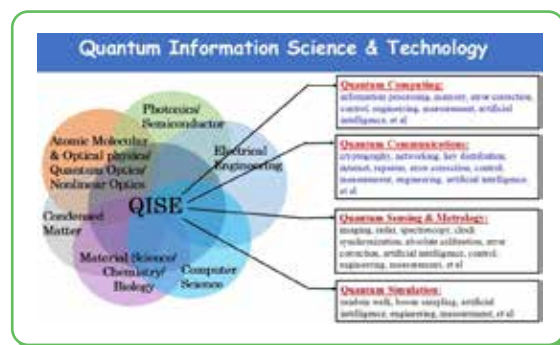 Quantum Information Science & Technology
Photonics/
Semiconductor
Atomic Molecular
& Optical physics/
Quantum Optics/
Nonlinear Optics
Electrical
Engineering
QISE
Condensed
Matter
Material Science/
Chemistry/
Biology
Computer
Science
Quantum Computing:
information processing, memory, error correction,
control, engineering, measurement, artificial
intelligence, et al
Quantum Communications:
cryptography, networking, key distribution,
internet, repeater, error correction, control,
measurement, engineering, artificial intelligence,
et al
Quantum Sensing & Metrology:
imaging, radar, spectroscopy, clock
synchronization, absolute calibration, error
correction, artificial intelligence, control,
engineering, measurement, et al
Quantum Simulation:
random walk, boson sampling, artificial
intelligence, engineering, measurement, et al